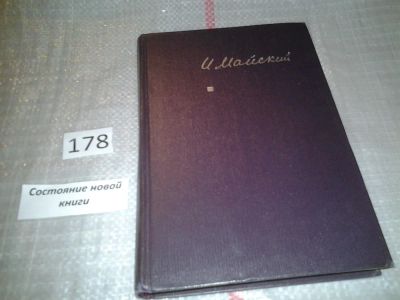 И. Майский
178
Состояние новой
книги